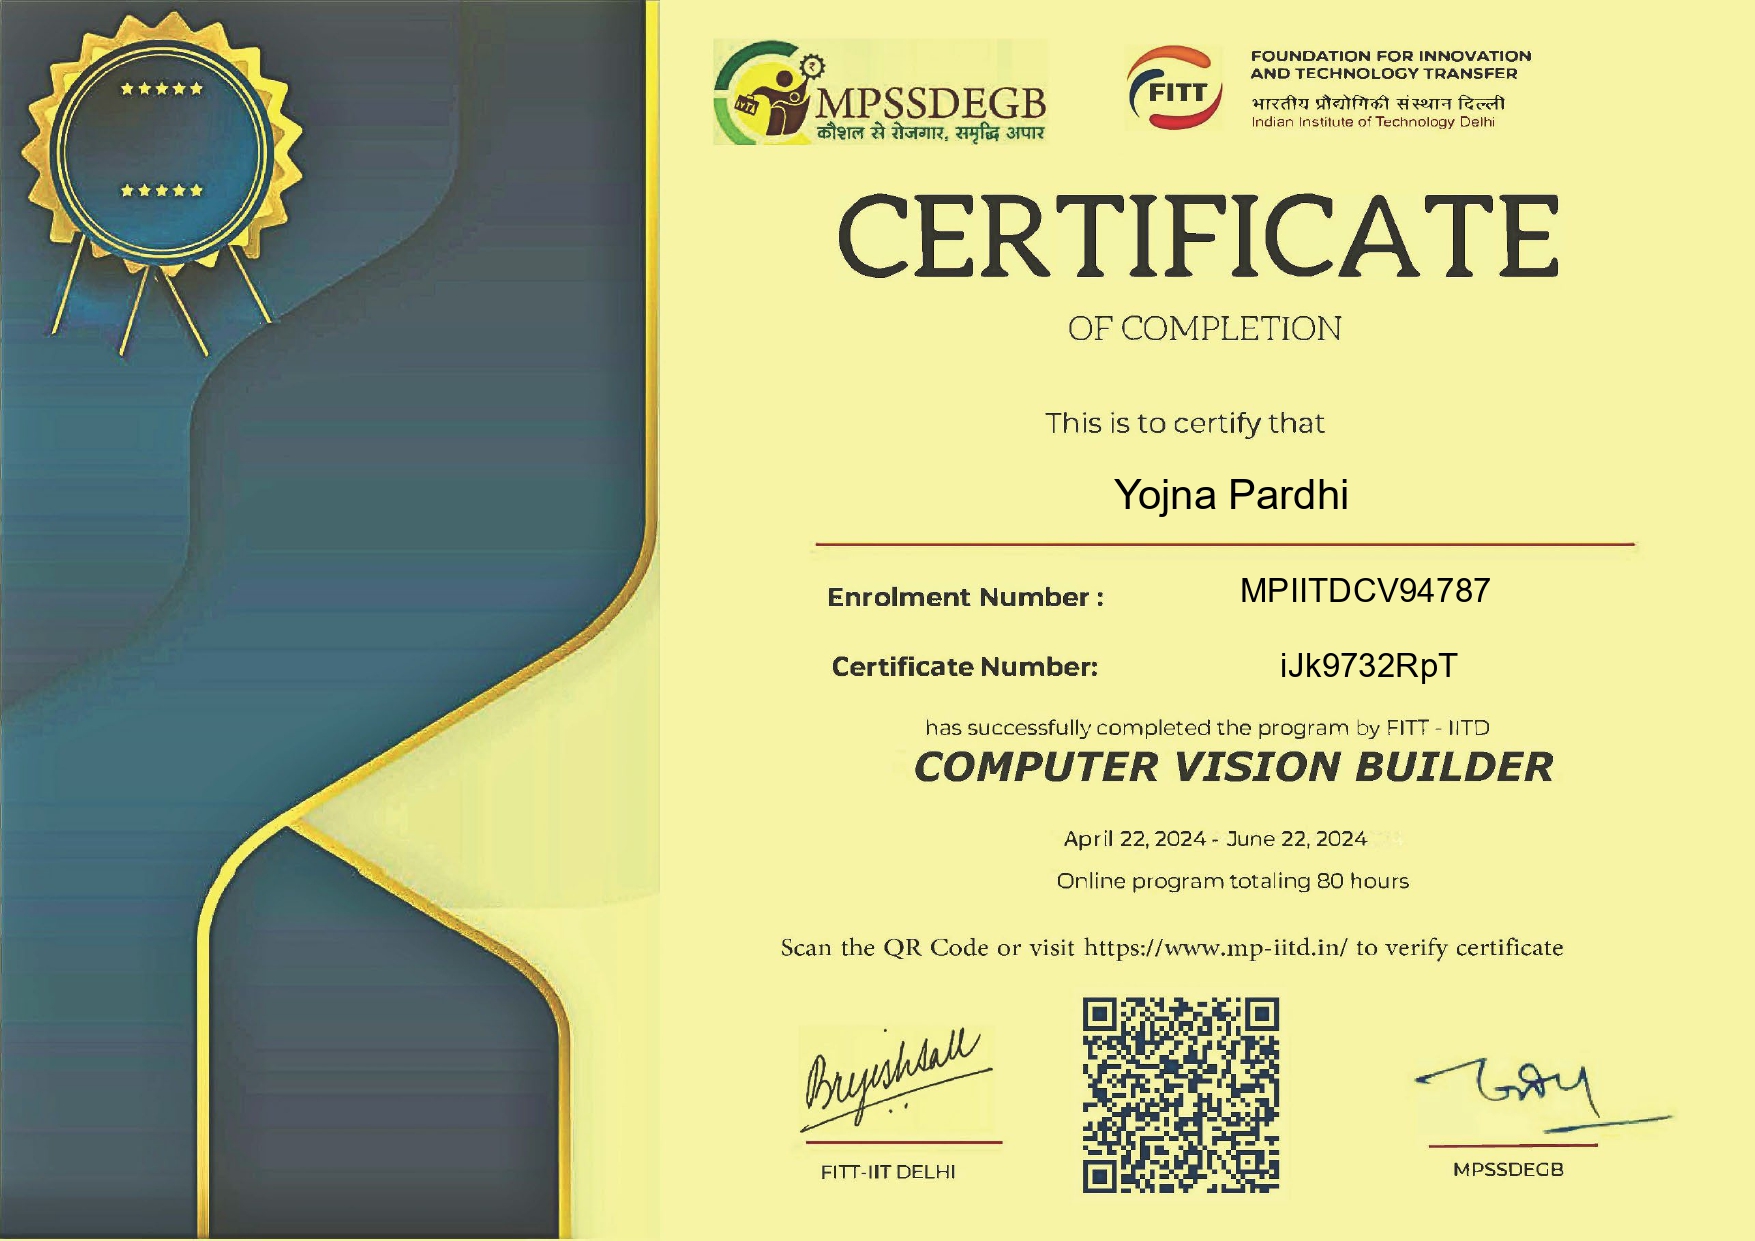 MPSSDEGB
कौशल से रोजगार, समृद्धि अपार
FITT
FOUNDATION FOR INNOVATION
AND TECHNOLOGY TRANSFER
भारतीय प्रौद्योगिकी संस्थान दिल्ली
Indian Institute of Technology Delhi
CERTIFICATE
OF COMPLETION
This is to certify that
Yojna Pardhi
Enrolment Number : MPIITDCV94787
Certificate Number: iJk9732RpT
has successfully completed the program by FITT - IITD
COMPUTER VISION BUILDER
April 22, 2024 - June 22, 2024
Online program totaling 80 hours
Scan the QR Code or visit https://www.mp-iitd.in/ to verify certificate
FITT-IIT DELHI
MPSSDEGB